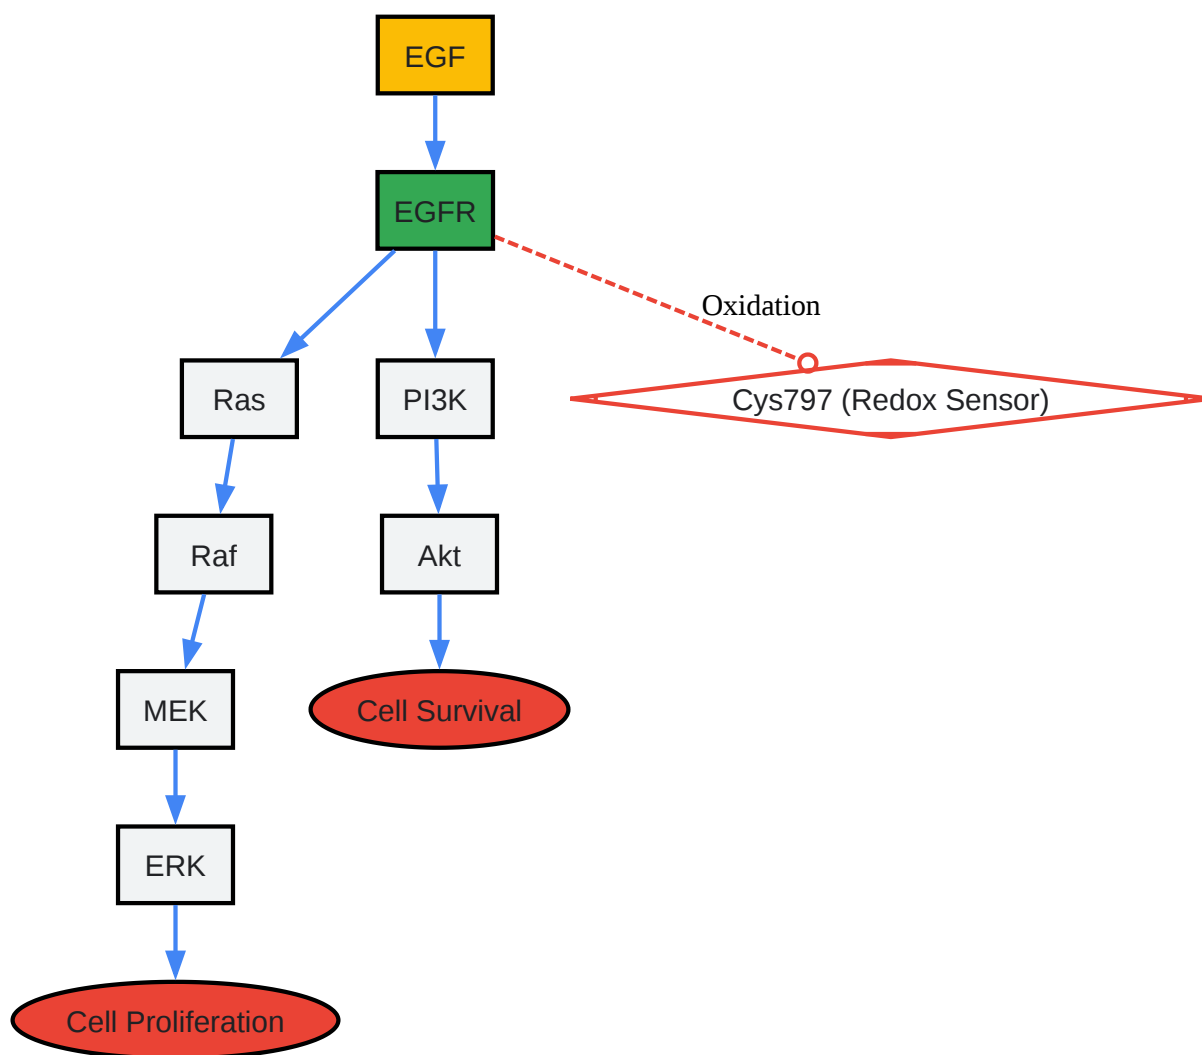 EGF
EGFR
Oxidation
Ras
PI3K
Cys797 (Redox Sensor)
Raf
Akt
MEK
Cell Survival
ERK
Cell Proliferation